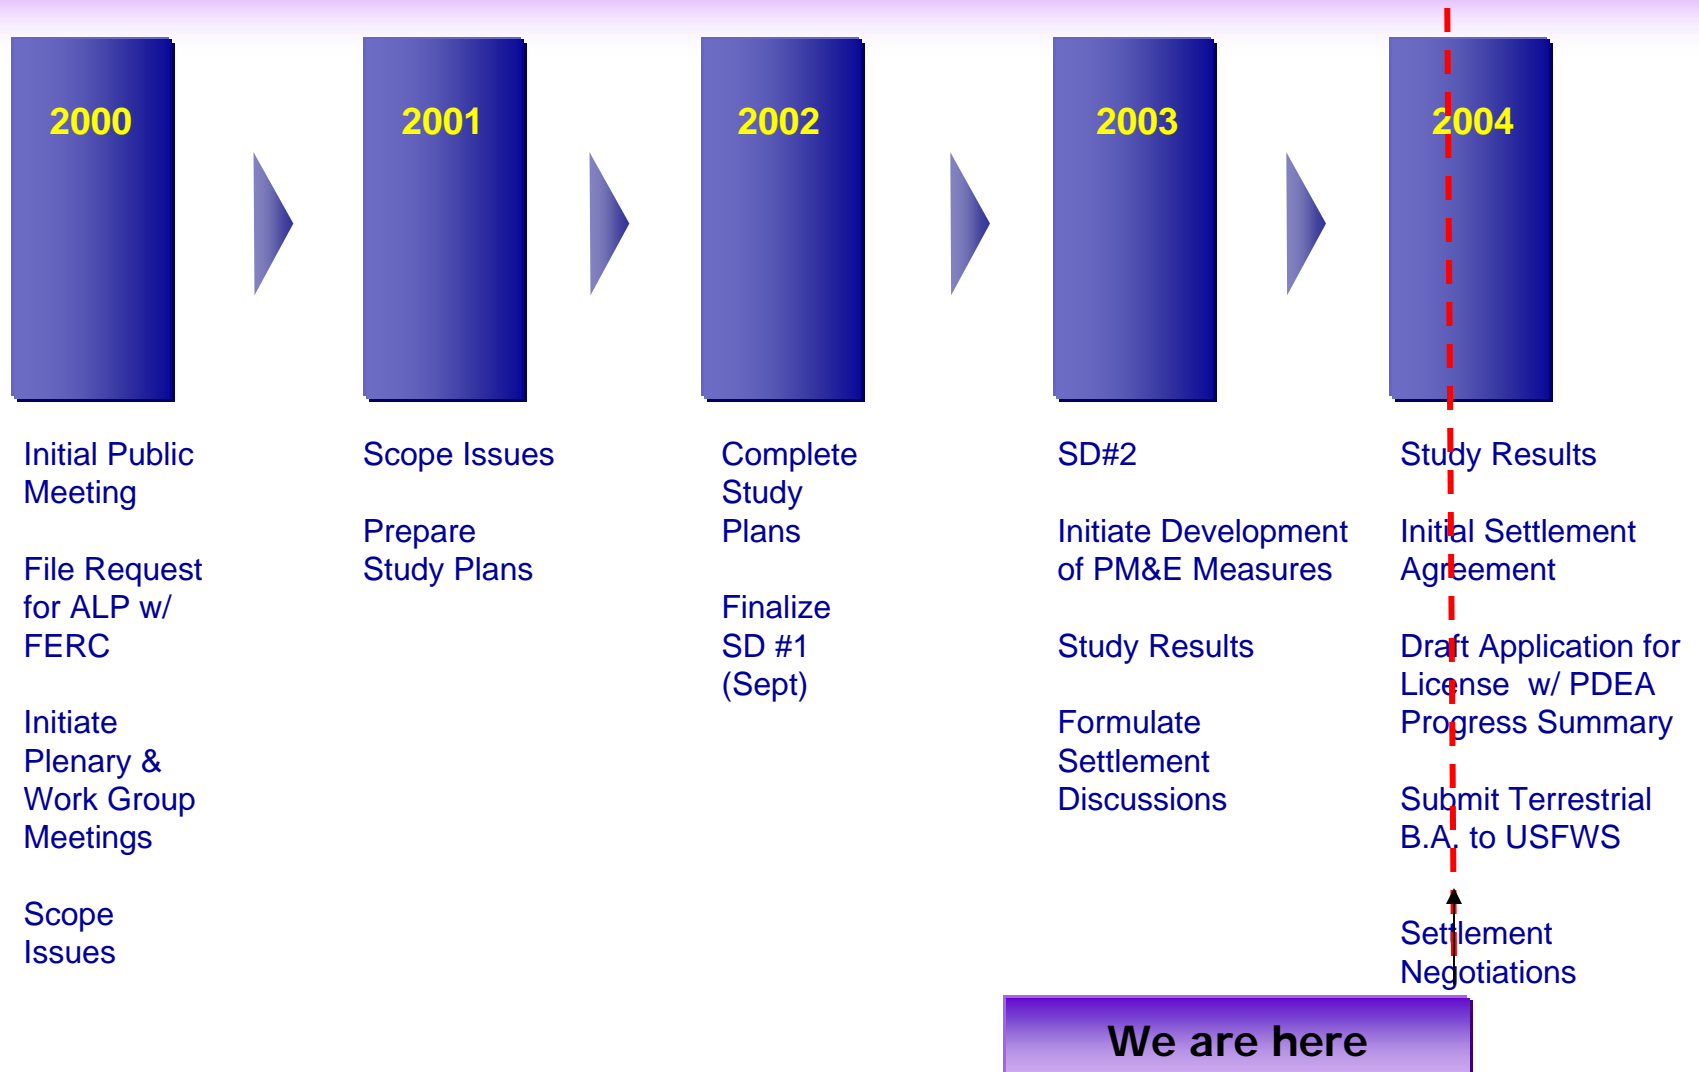 2000
Initial Public
Meeting
File Request
for ALP w/
FERC
Initiate
Plenary &
Work Group
Meetings
Scope
Issues
2001
Scope Issues
Prepare
Study Plans
2002
Complete
Study
Plans
Finalize
SD #1
(Sept)
2003
SD#2
Initiate Development
of PM&E Measures
Study Results
Formulate
Settlement
Discussions
2004
Study Results
Initial Settlement
Agreement
Draft Application for
License w/ PDEA
Progress Summary
Submit Terrestrial
B.A. to USFWS
Settlement
Negotiations
We are here